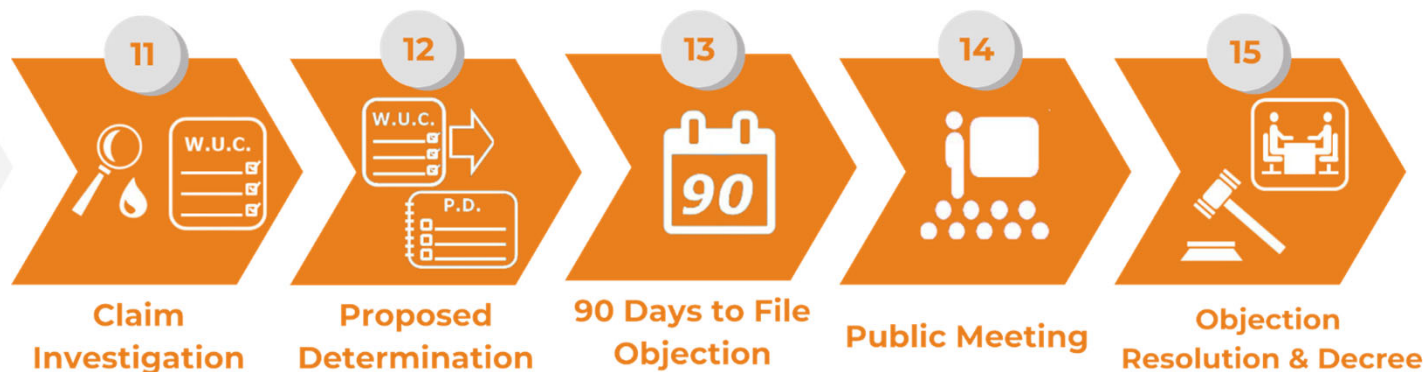 11
W.U.C.
Claim
Investigation
12
W.U.C.
P.D.
Proposed
Determination
13
90
90 Days to File
Objection
14
Public Meeting
15
Objection
Resolution & Decree